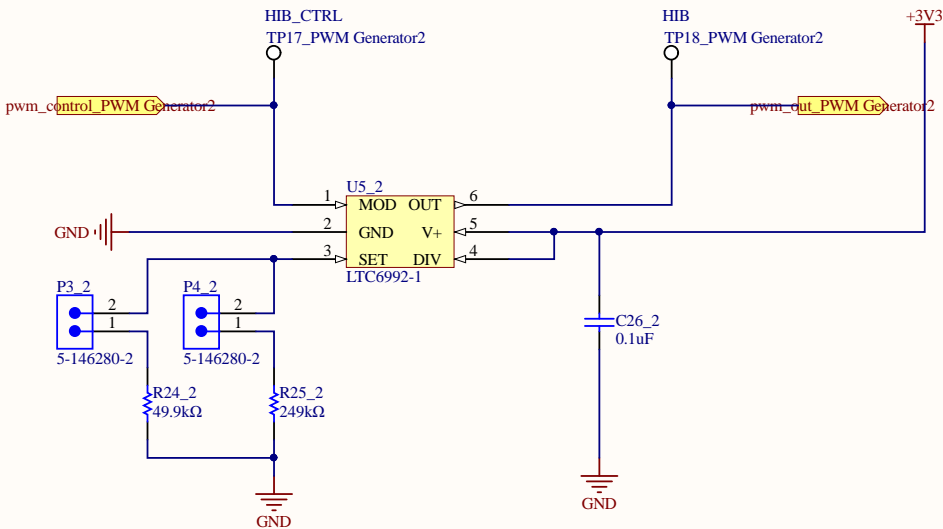 HIB_CTRL
TP17_PWM Generator2
HIB
TP18_PWM Generator2
+3V3
pwm_control_PWM Generator2
pwm_out_PWM Generator2
U5_2
1 MOD OUT 6
GND 2 GND V+ 5
3 SET DIV 4
LTC6992-1
P3_2
2
1
5-146280-2
P4_2
2
1
5-146280-2
C26_2
0.1uF
R24_2
49.9kΩ
R25_2
249kΩ
GND
GND